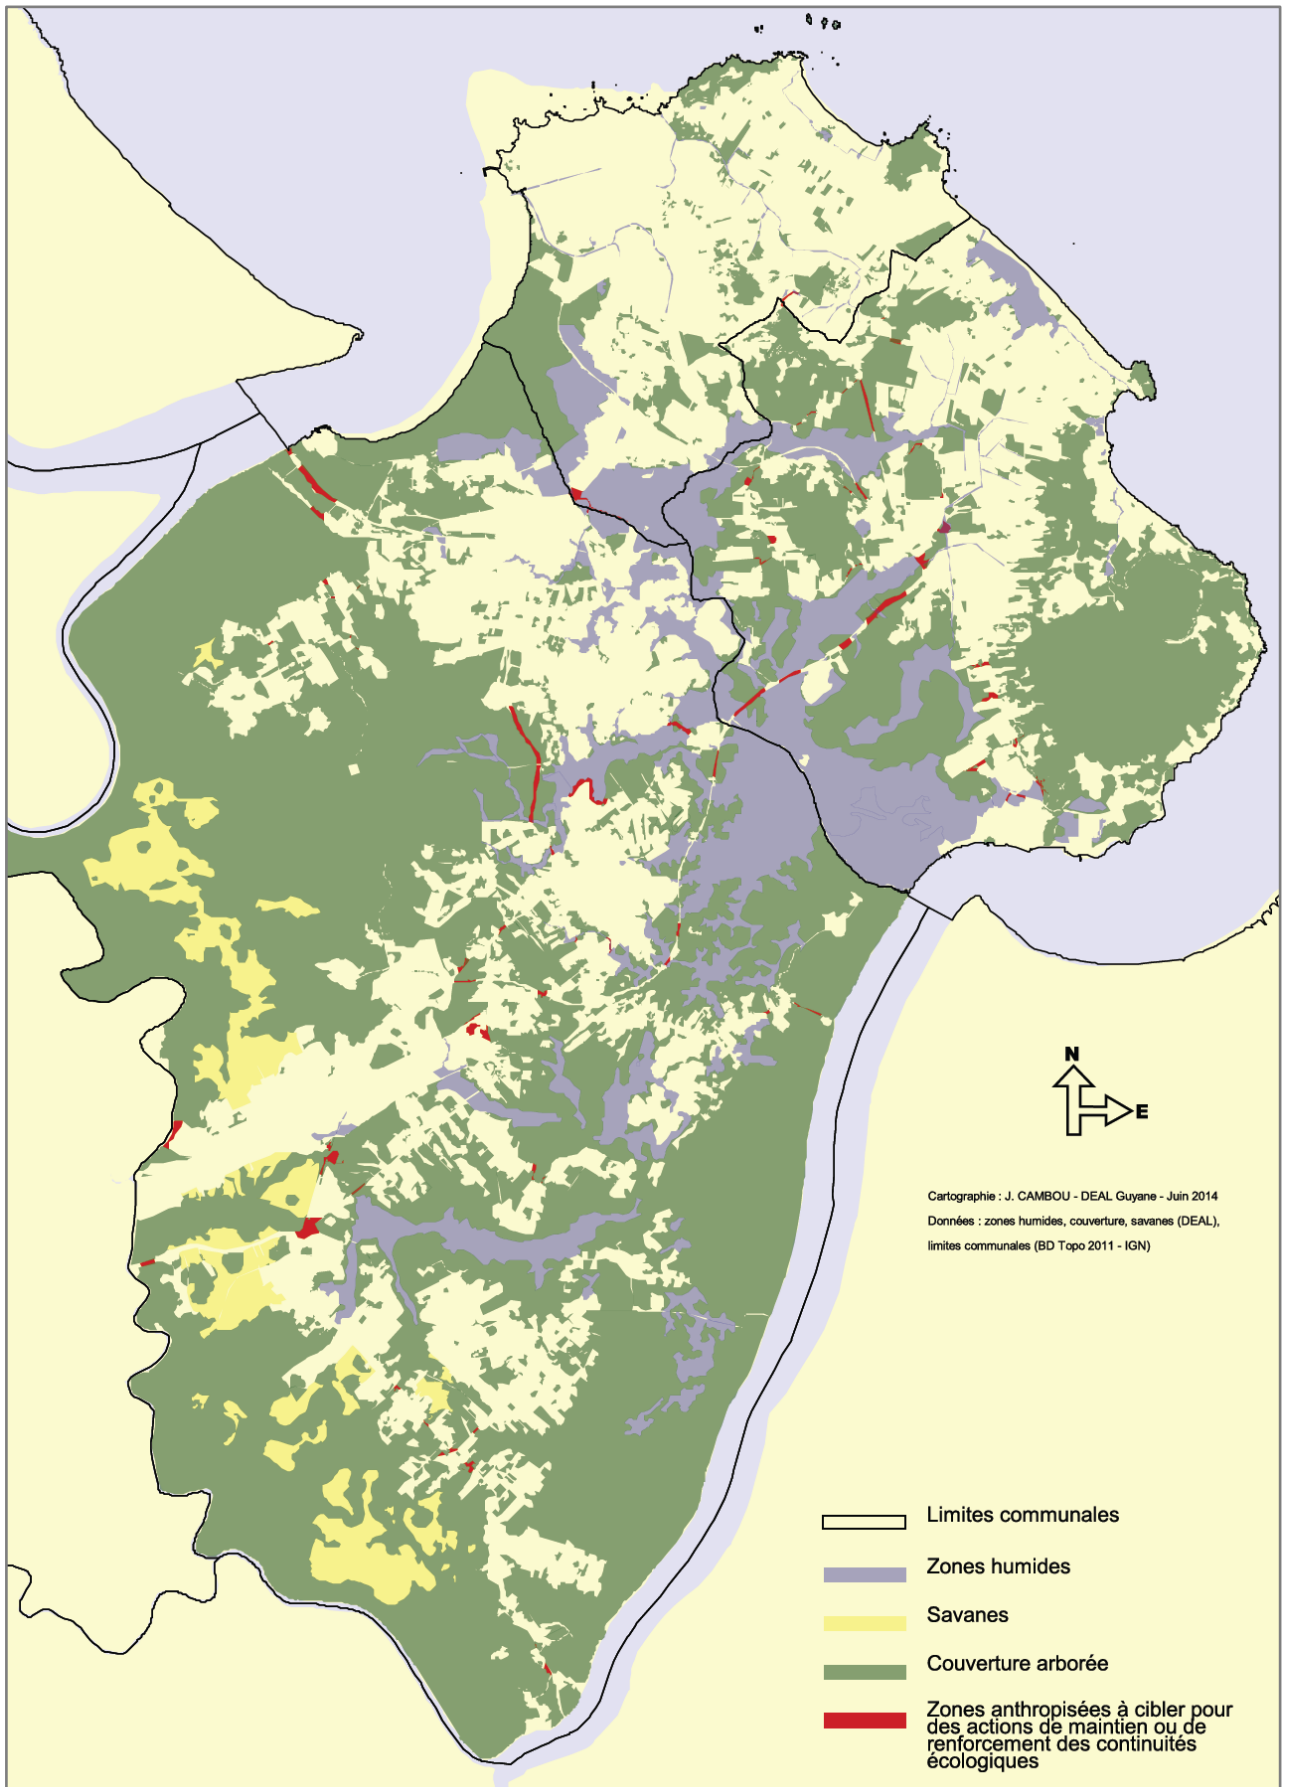 N
E
Cartographie : J. CAMBOU - DEAL Guyane - Juin 2014
Données : zones humides, couverture, savanes (DEAL),
limites communales (BD Topo 2011 - IGN)
Limites communales
Zones humides
Savanes
Couverture arborée
Zones anthropisées à cibler pour
des actions de maintien ou de
renforcement des continuités
écologiques